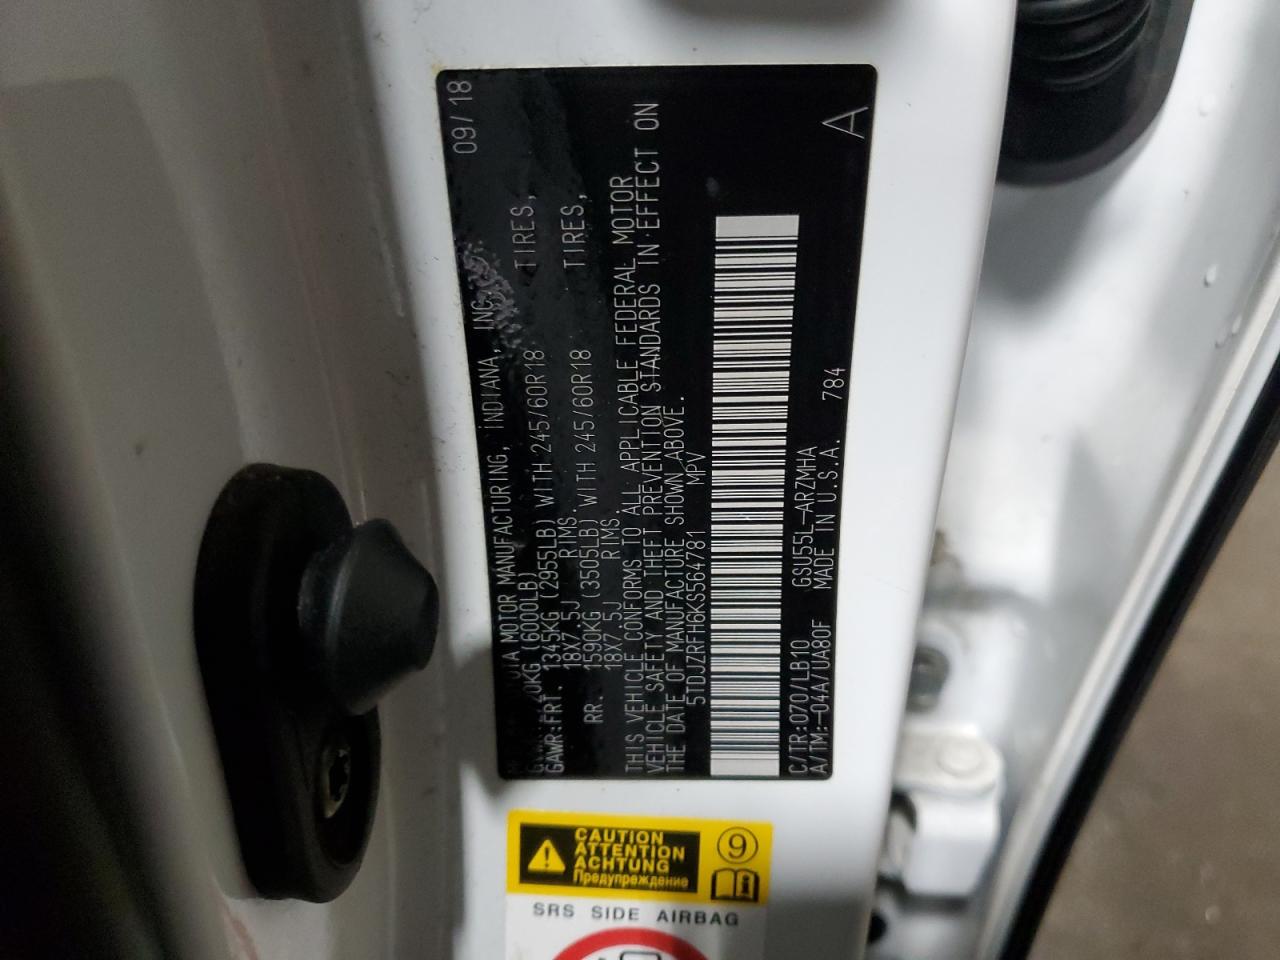 MOTOR MANUFACTURING, INDIANA, INC. 09/18
(6000LB)
GAWR:FRT. 1345KG (2955LB) WITH 245/60R18 TIRES,
18X7.5J RIMS
RR. 1590KG (3505LB) WITH 245/60R18 TIRES,
18X7.5J RIMS.
THIS VEHICLE CONFORMS TO ALL APPLICABLE FEDERAL MOTOR
VEHICLE SAFETY AND THEFT PREVENTION STANDARDS IN EFFECT ON
THE DATE OF MANUFACTURE SHOWN ABOVE.
5TDJZRFH6KS564781 MPV
C/TR:070/LB10 GSU55L-ARZMHA
A/TM:-04A/UA80F MADE IN U.S.A. 784
A
CAUTION
ATTENTION
ACHTUNG
Предупреждение
9
SRS SIDE AIRBAG